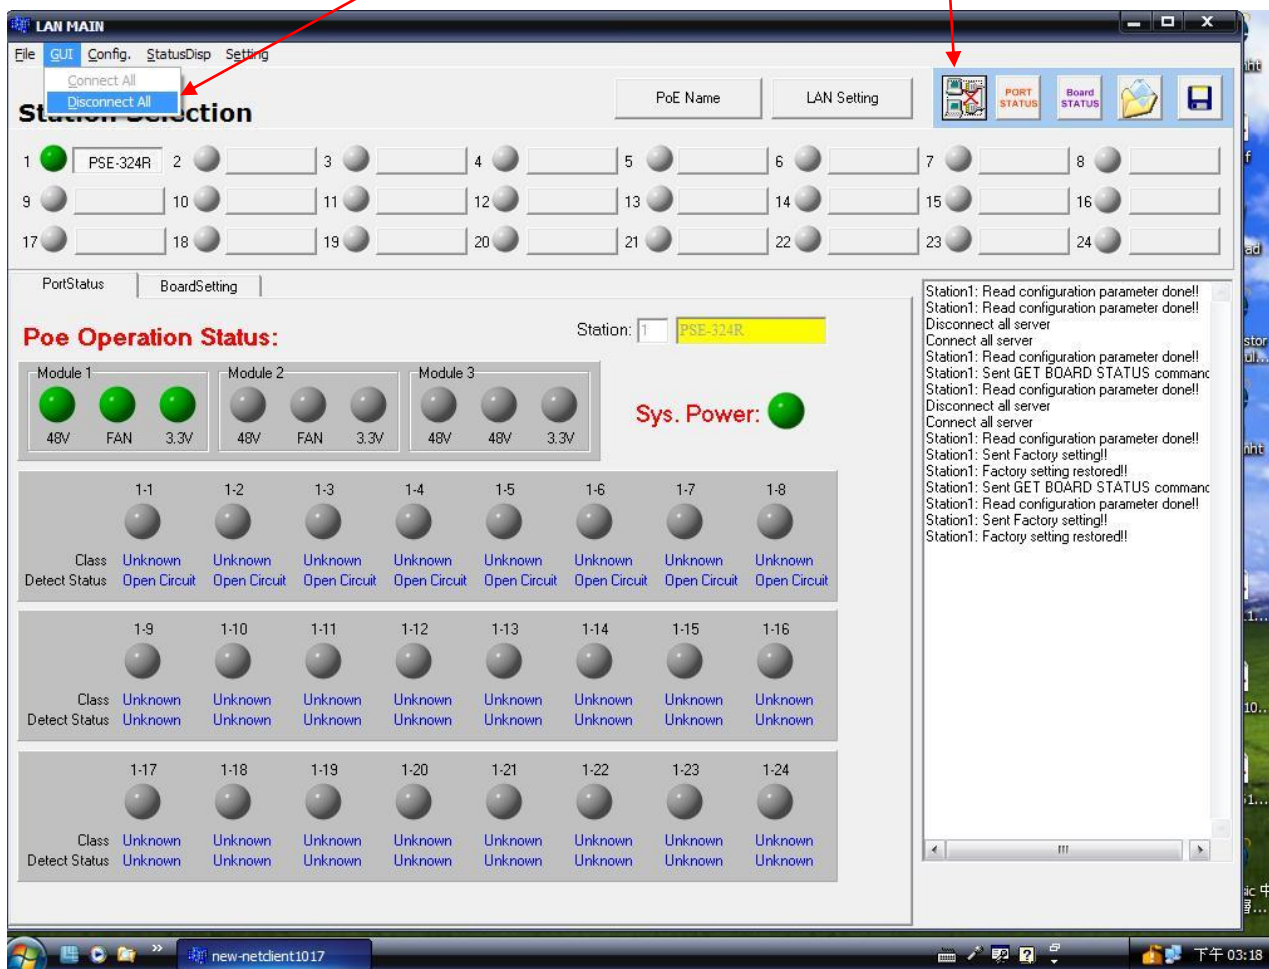 LAN MAIN
File GUI Config. StatusDisp Setting
Connect All
Disconnect All
Station Selection
PoE Name LAN Setting PORT STATUS Board STATUS
1 PSE-324R 2 3 4 5 6 7 8
9 10 11 12 13 14 15 16
17 18 19 20 21 22 23 24
PortStatus BoardSetting
Poe Operation Status:
Station: 1 PSE-324R
Module 1 Module 2 Module 3
48V FAN 3.3V 48V FAN 3.3V 48V 48V 3.3V
Sys. Power:
1-1 1-2 1-3 1-4 1-5 1-6 1-7 1-8
Class Unknown Unknown Unknown Unknown Unknown Unknown Unknown Unknown
Detect Status Open Circuit Open Circuit Open Circuit Open Circuit Open Circuit Open Circuit Open Circuit Open Circuit
1-9 1-10 1-11 1-12 1-13 1-14 1-15 1-16
Class Unknown Unknown Unknown Unknown Unknown Unknown Unknown Unknown
Detect Status Unknown Unknown Unknown Unknown Unknown Unknown Unknown Unknown
1-17 1-18 1-19 1-20 1-21 1-22 1-23 1-24
Class Unknown Unknown Unknown Unknown Unknown Unknown Unknown Unknown
Detect Status Unknown Unknown Unknown Unknown Unknown Unknown Unknown Unknown
Station1: Read configuration parameter done!!
Station1: Read configuration parameter done!!
Disconnect all server
Connect all server
Station1: Read configuration parameter done!!
Station1: Sent GET BOARD STATUS command
Station1: Read configuration parameter done!!
Disconnect all server
Connect all server
Station1: Read configuration parameter done!!
Station1: Sent Factory setting!!
Station1: Factory setting restored!!
Station1: Sent GET BOARD STATUS command
Station1: Read configuration parameter done!!
Station1: Sent Factory setting!!
Station1: Factory setting restored!!
new-netclient1017
下午 03:18